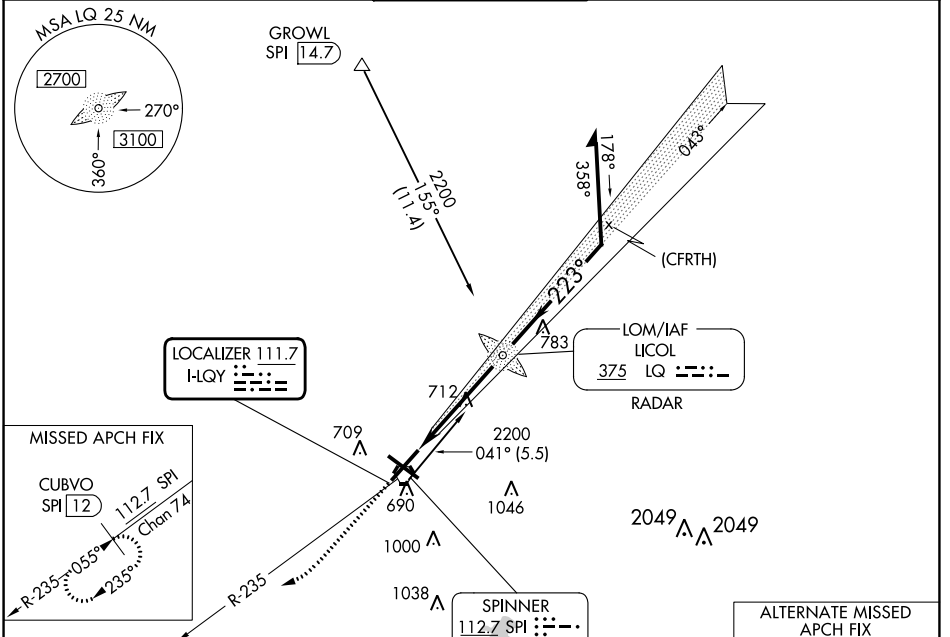 MSA LQ 25 NM
2700
270°
3100
360°
GROWL
SPI 14.7
2200
155°
(11.4)
178°
358°
043°
(CFRTH)
223°
783
LOM/IAF
LICOL
375 LQ
RADAR
LOCALIZER 111.7
I-LQY
712
709
2200
041° (5.5)
690
1046
2049
2049
1000
1038
MISSED APCH FIX
CUBVO
SPI 12
112.7 SPI
Chan 74
055°
R-235
235°
R-235
SPINNER
112.7 SPI
ALTERNATE MISSED
APCH FIX